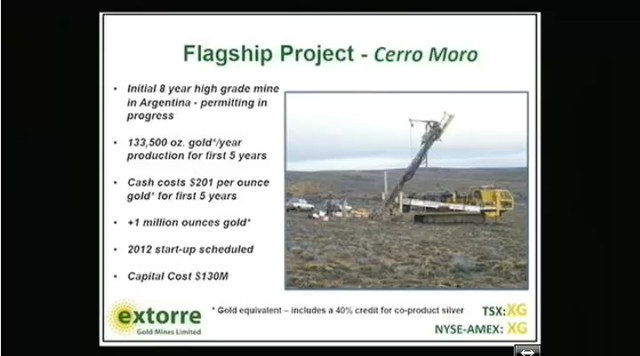 Flagship Project - Cerro Moro
• Initial 8 year high grade mine
in Argentina - permitting in
progress
• 133,500 oz. gold*/year
production for first 5 years
• Cash costs $201 per ounce
gold* for first 5 years
• +1 million ounces gold*
• 2012 start-up scheduled
• Capital Cost $130M
extorre
Gold Mines Limited
* Gold equivalent – includes a 40% credit for co-product silver
TSX:XG
NYSE-AMEX: XG